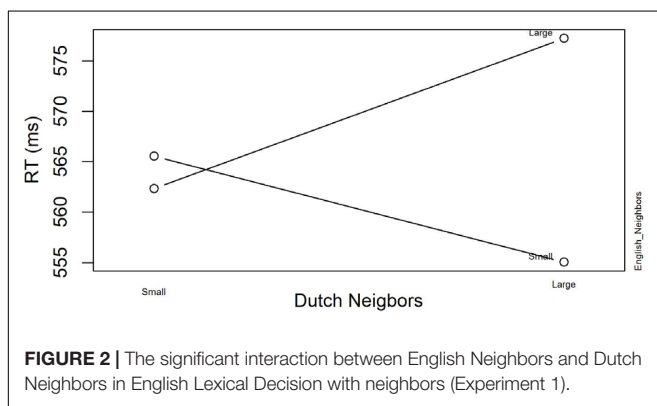 Large
575
570
565
560
555
RT (ms)
Small
English_Neighbors
Small
Large
Dutch Neigbors
FIGURE 2 | The significant interaction between English Neighbors and Dutch
Neighbors in English Lexical Decision with neighbors (Experiment 1).